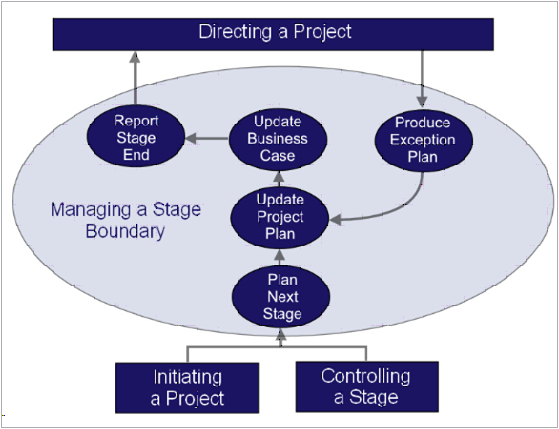 Directing a Project
Report
Stage
End
Update
Business
Case
Produce
Exception
Plan
Managing a Stage
Boundary
Update
Project
Plan
Plan
Next
Stage
Initiating
a Project
Controlling
a Stage